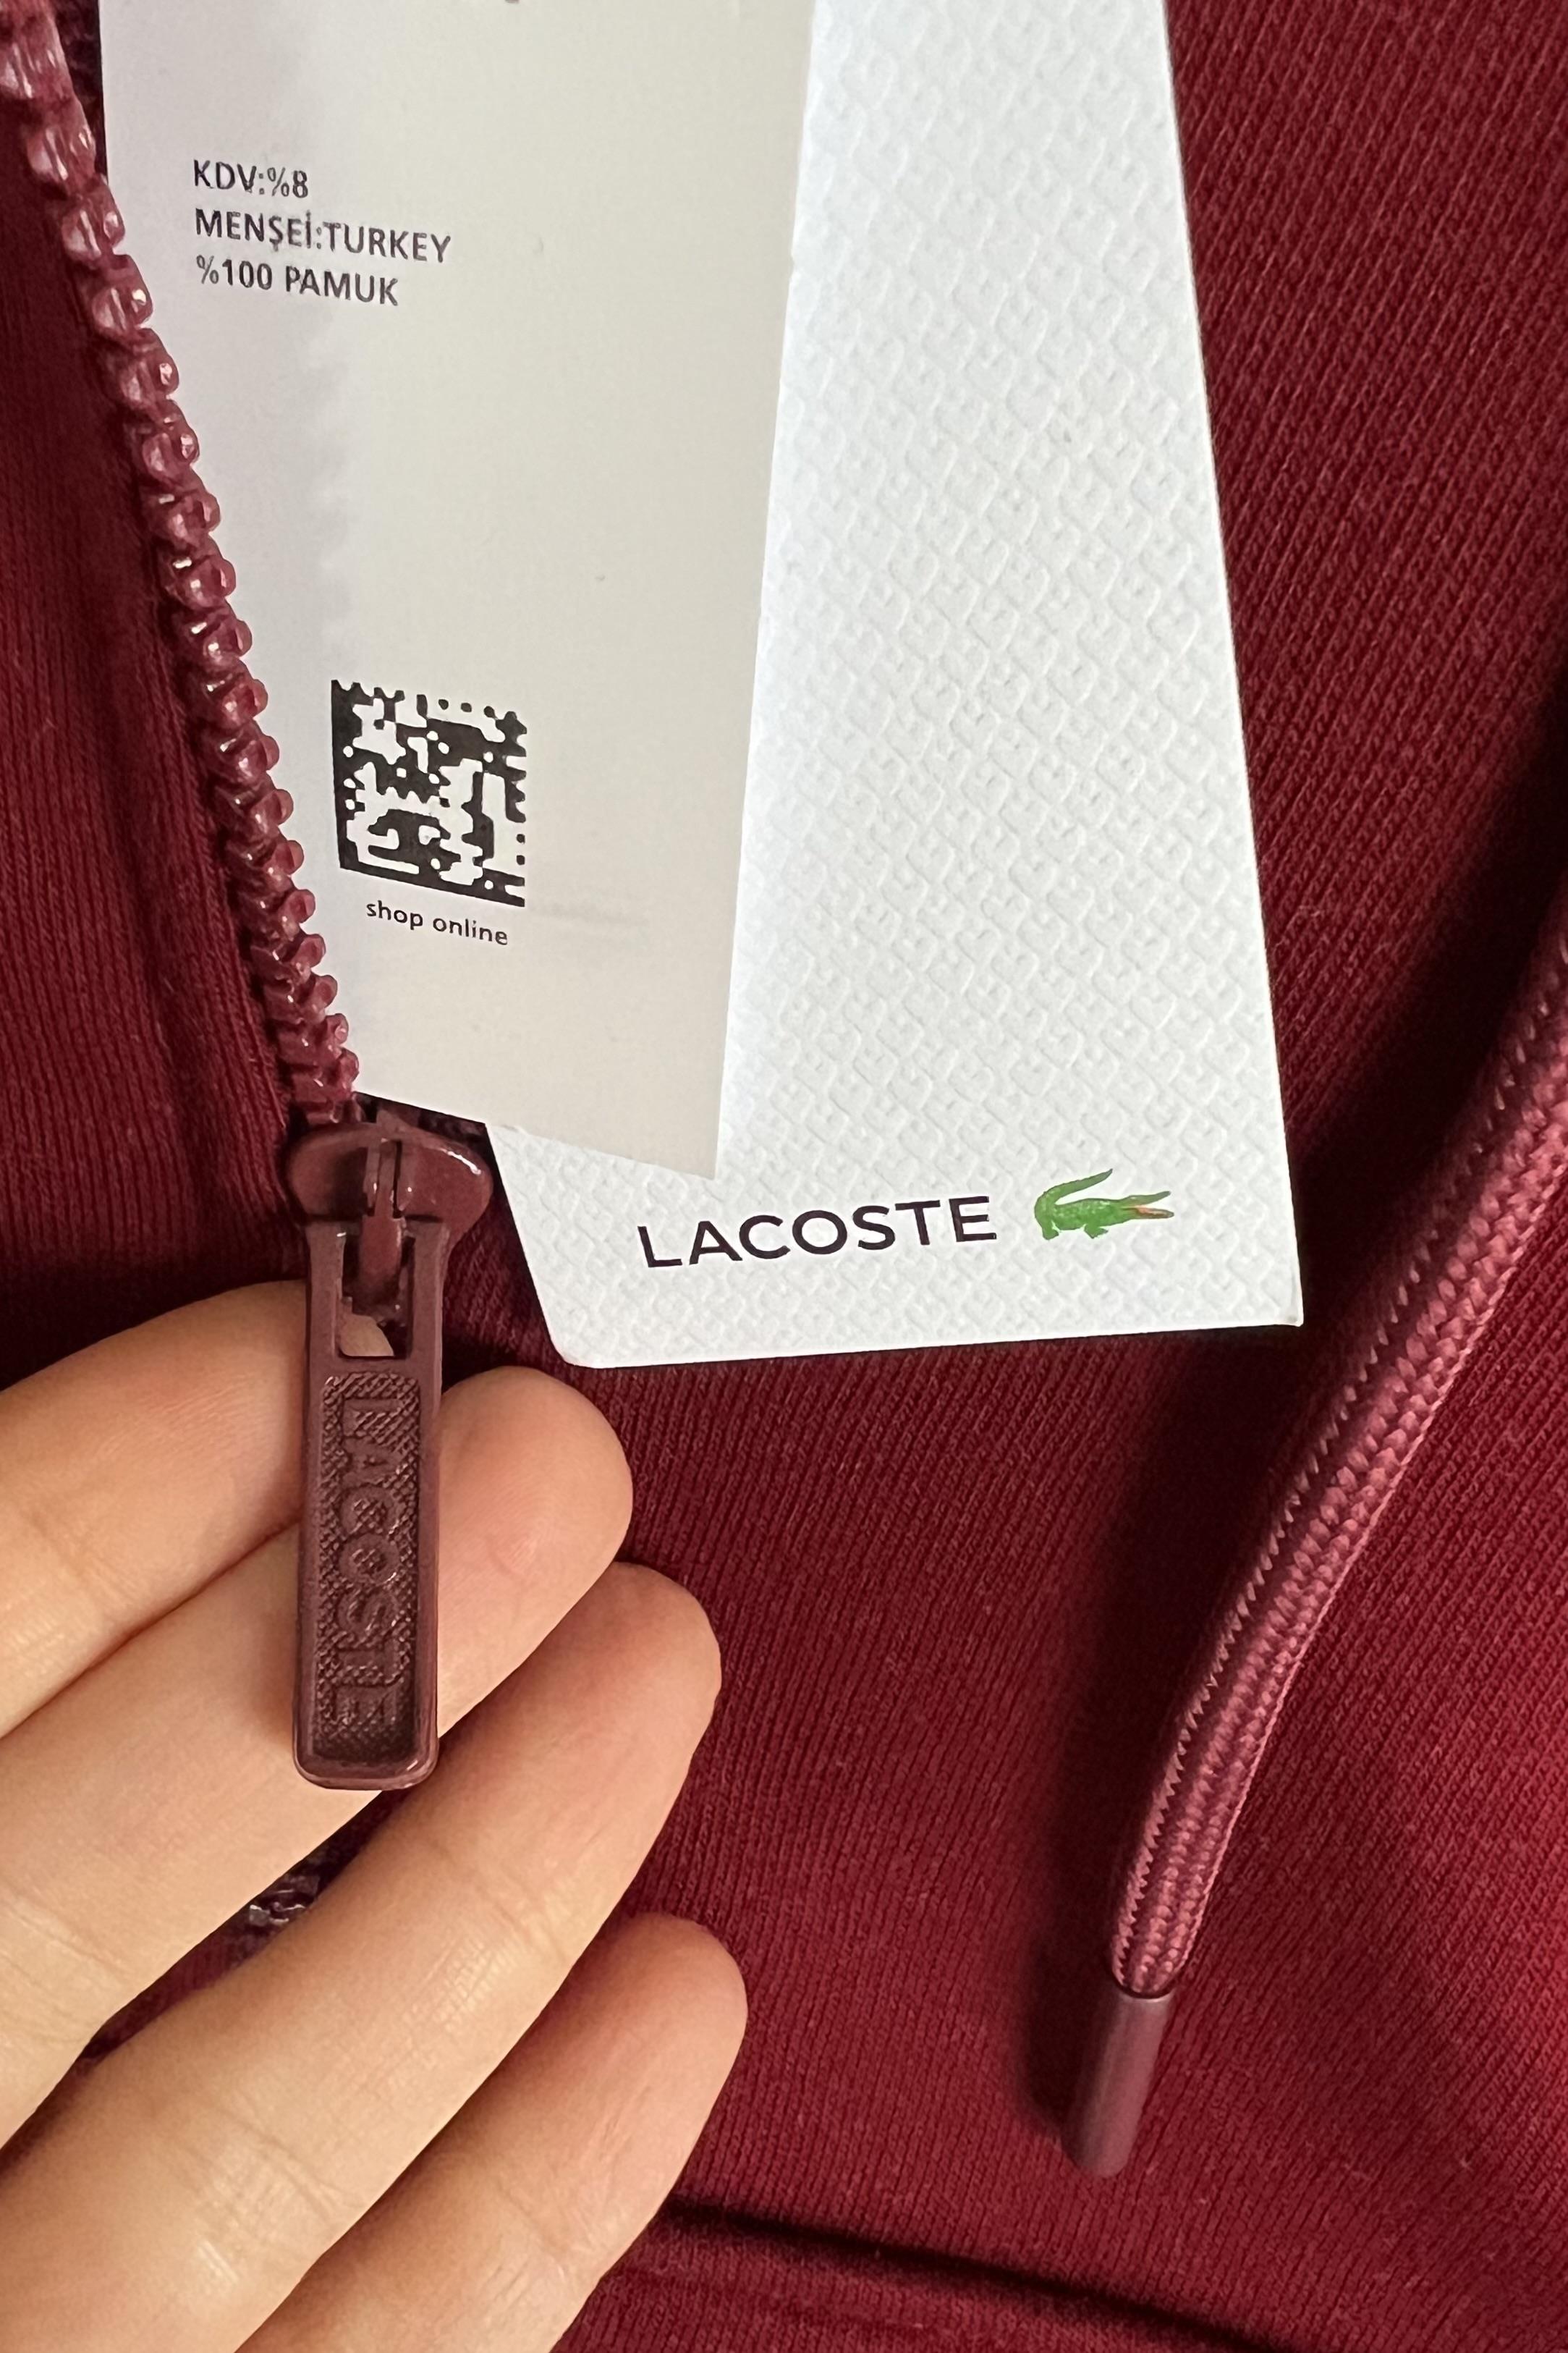 KDV:%8
MENŞEİ:TURKEY
%100 PAMUK
shop online
LACOSTE
LACOSTE